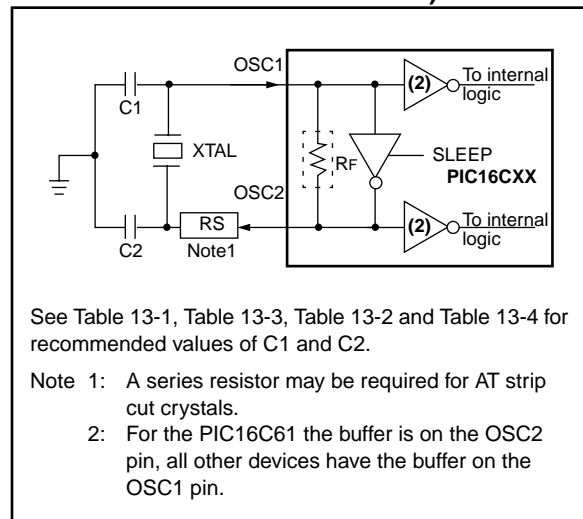 OSC1
To internal
logic
(2)
C1
XTAL
RF
SLEEP
PIC16CXX
OSC2
To internal
logic
(2)
RS
C2
Note1
See Table 13-1, Table 13-3, Table 13-2 and Table 13-4 for
recommended values of C1 and C2.
Note 1: A series resistor may be required for AT strip
cut crystals.
2: For the PIC16C61 the buffer is on the OSC2
pin, all other devices have the buffer on the
OSC1 pin.